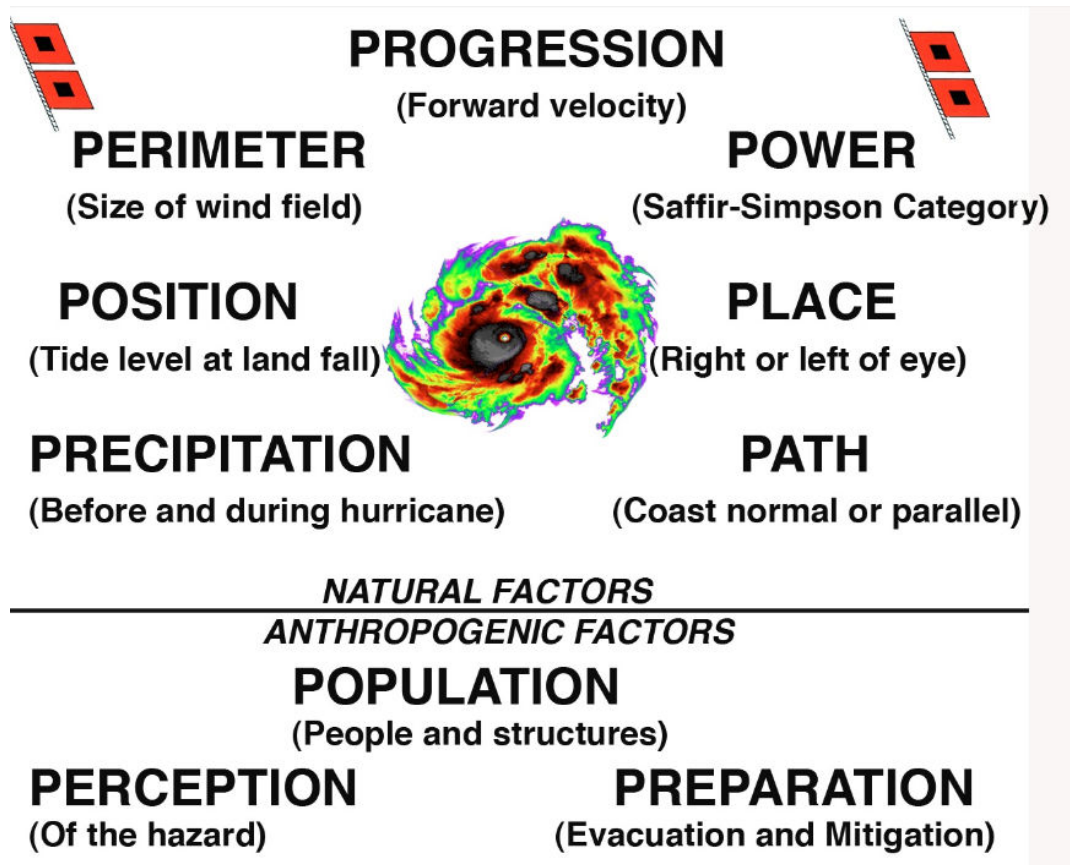 PROGRESSION
(Forward velocity)
PERIMETER
(Size of wind field)
POWER
(Saffir-Simpson Category)
POSITION
(Tide level at land fall)
PLACE
(Right or left of eye)
PRECIPITATION
(Before and during hurricane)
PATH
(Coast normal or parallel)
NATURAL FACTORS
ANTHROPOGENIC FACTORS
POPULATION
(People and structures)
PERCEPTION
(Of the hazard)
PREPARATION
(Evacuation and Mitigation)